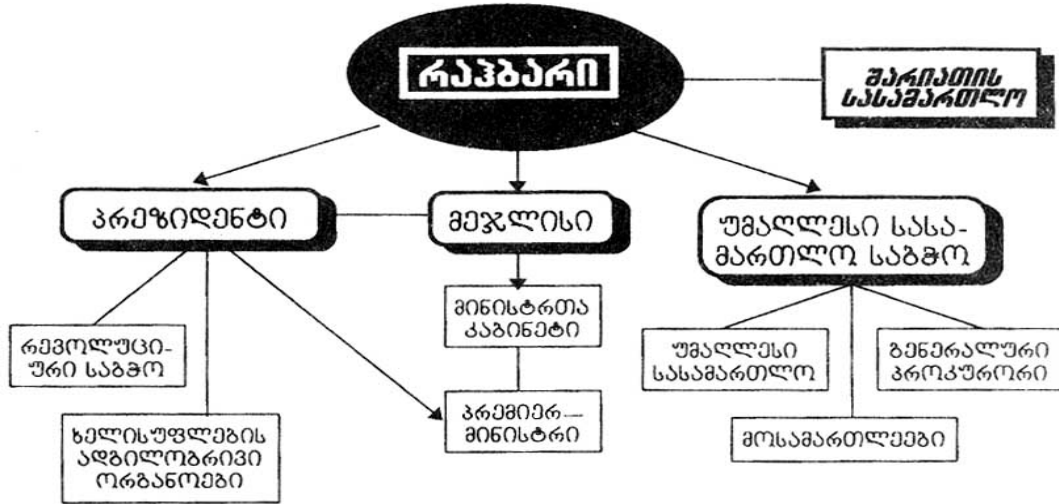 რაჰბარი
შარიათის
სასამართლო
პრეზიდენტი
მეჯლისი
უმაღლესი სასა-
მართლო საბჭო
რევოლუცი-
ური საბჭო
ხელისუფლების
ადგილობრივი
ორგანოები
მინისტრთა
კაბინეტი
პრემიერ—
მინისტრი
უმაღლესი
სასამართლო
გენერალური
პროკურორი
მოსამართლეები